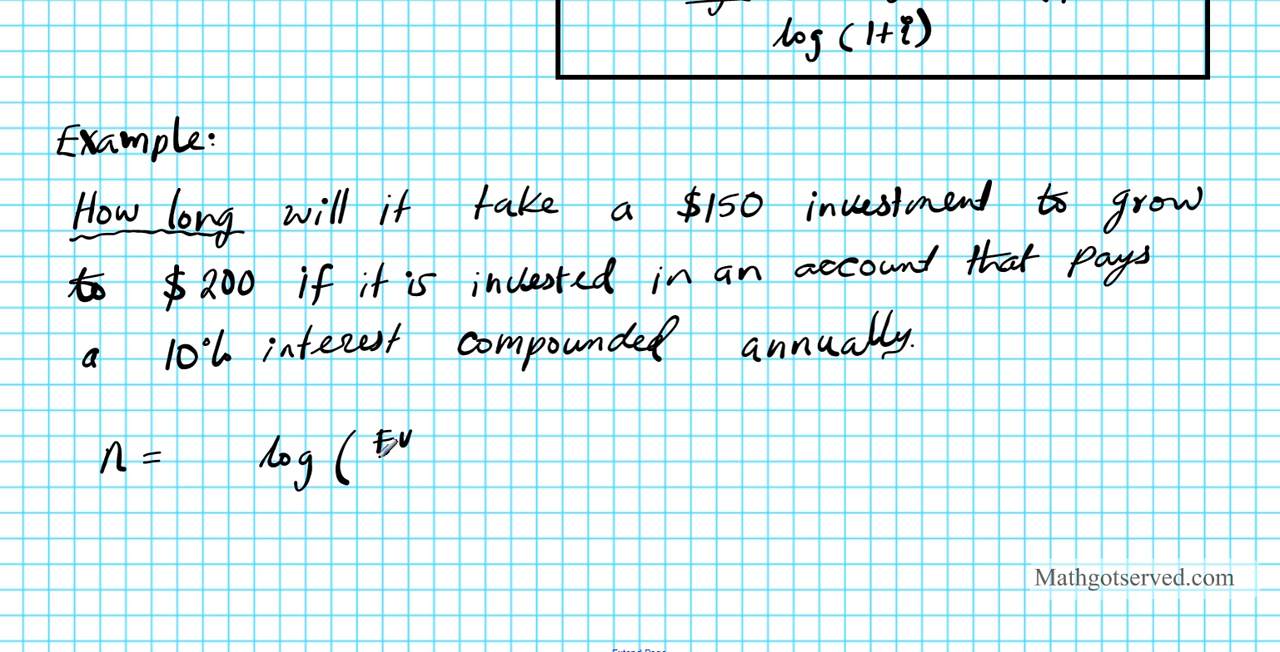 log (1+i)
Example:
How long will it take a $150 investment to grow
to $200 if it is invested in an account that pays
a 10% interest compounded annually.
n = log ( FV
Mathgotserved.com